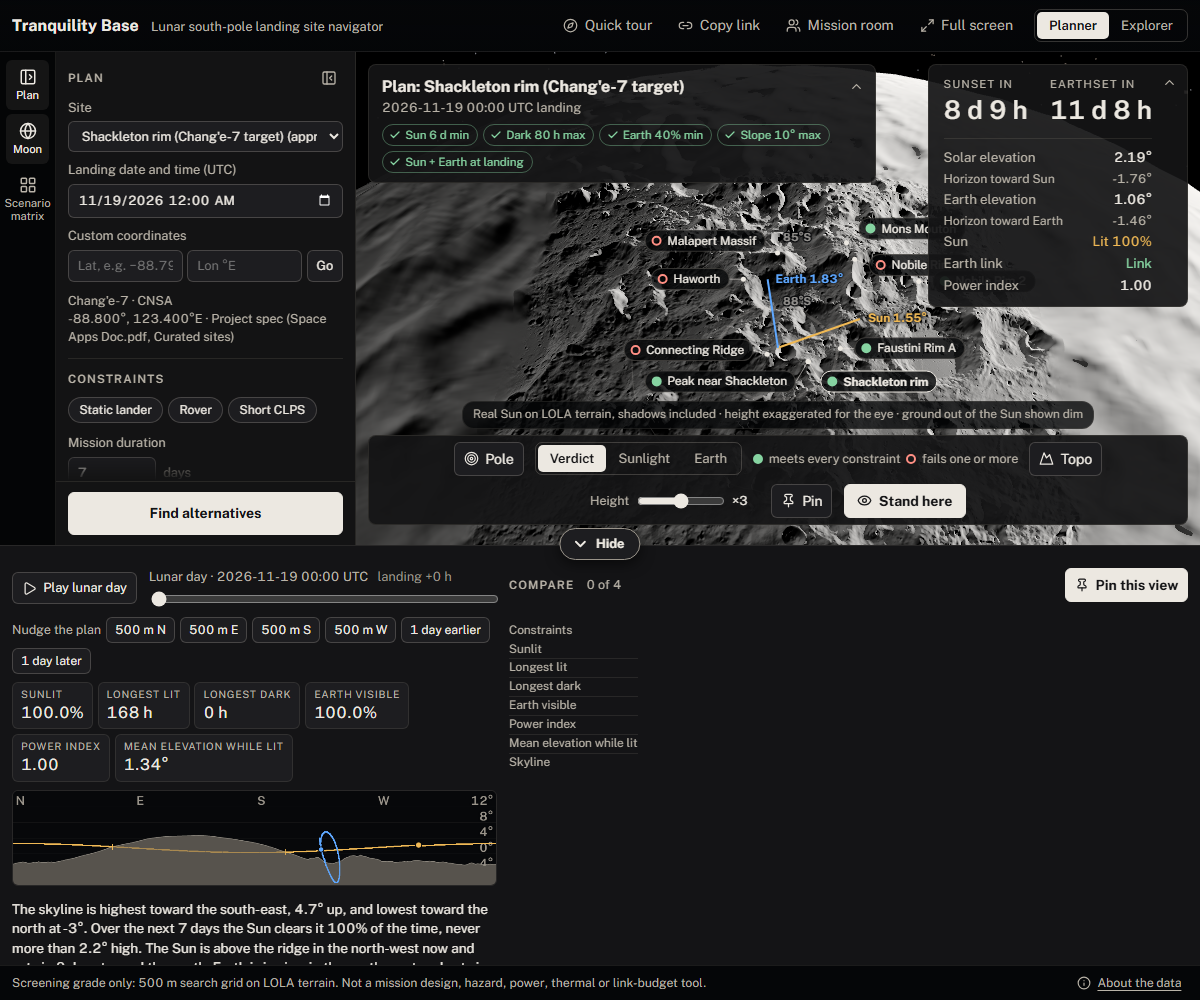 Tranquility Base Lunar south-pole landing site navigator
Quick tour
Copy link
Mission room
Full screen
Planner
Explorer
Plan
Moon
Scenario matrix
PLAN
Site
Shackleton rim (Chang'e-7 target) (appr
Landing date and time (UTC)
11/19/2026 12:00 AM
Custom coordinates
Lat, e.g. −88.79
Lon °E
Go
Chang'e-7 · CNSA
-88.800°, 123.400°E · Project spec (Space
Apps Doc.pdf, Curated sites)
CONSTRAINTS
Static lander
Rover
Short CLPS
Mission duration
7 days
Find alternatives
Plan: Shackleton rim (Chang'e-7 target)
2026-11-19 00:00 UTC landing
Sun 6 d min
Dark 80 h max
Earth 40% min
Slope 10° max
Sun + Earth at landing
SUNSET IN
8 d 9 h
EARTHSET IN
11 d 8 h
Solar elevation 2.19°
Horizon toward Sun -1.76°
Earth elevation 1.06°
Horizon toward Earth -1.46°
Sun Lit 100%
Earth link Link
Power index 1.00
Malapert Massif
85°S
Mons Mo
Haworth
Earth 1.83°
Nobile
88°S
Sun 1.55°
Connecting Ridge
Faustini Rim A
Peak near Shackleton
Shackleton rim
Real Sun on LOLA terrain, shadows included · height exaggerated for the eye · ground out of the Sun shown dim
Pole
Verdict
Sunlight
Earth
meets every constraint
fails one or more
Topo
Height ×3
Pin
Stand here
Hide
Play lunar day
Lunar day · 2026-11-19 00:00 UTC landing +0 h
Nudge the plan
500 m N
500 m E
500 m S
500 m W
1 day earlier
1 day later
SUNLIT
100.0%
LONGEST LIT
168 h
LONGEST DARK
0 h
EARTH VISIBLE
100.0%
POWER INDEX
1.00
MEAN ELEVATION WHILE LIT
1.34°
N E S W 12°
8°
4°
0°
4°
The skyline is highest toward the south-east, 4.7° up, and lowest toward the
north at -3°. Over the next 7 days the Sun clears it 100% of the time, never
more than 2.2° high. The Sun is above the ridge in the north-west now and
COMPARE 0 of 4
Pin this view
Constraints
Sunlit
Longest lit
Longest dark
Earth visible
Power index
Mean elevation while lit
Skyline
Screening grade only: 500 m search grid on LOLA terrain. Not a mission design, hazard, power, thermal or link-budget tool.
About the data